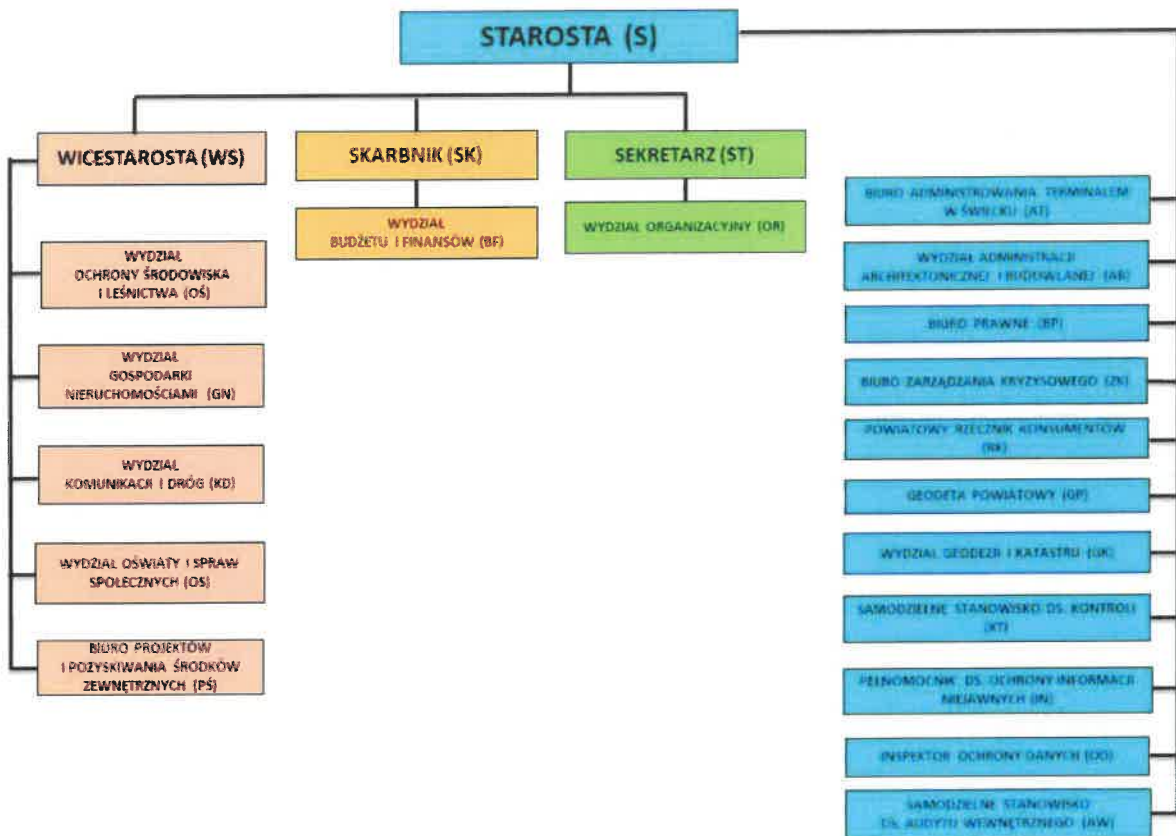 STAROSTA (S)
WICESTAROSTA (WS)
SKARBNIK (SK)
SEKRETARZ (ST)
WYDZIAŁ
OCHRONY ŚRODOWISKA
I LEŚNICTWA (OŚ)
WYDZIAŁ
GOSPODARKI
NIERUCHOMOŚCIAMI (GN)
WYDZIAŁ
KOMUNIKACJI I DRÓG (KD)
WYDZIAŁ OŚWIATY I SPRAW
SPOŁECZNYCH (OS)
BIURO PROJEKTÓW
I POZYSKIWANIA ŚRODKÓW
ZEWNĘTRZNYCH (PŚ)
WYDZIAŁ
BUDŻETU I FINANSÓW (BF)
WYDZIAŁ ORGANIZACYJNY (OR)
BIURO ADMINISTROWANIA TERMINALEM
W ŚWIECKU (AT)
WYDZIAŁ ADMINISTRACJI
ARCHITEKTONICZNEJ I BUDOWLANEJ (AB)
BIURO PRAWNE (BP)
BIURO ZARZĄDZANIA KRYZYSOWEGO (ZK)
POWIATOWY RZECZNIK KONSUMENTÓW
(RK)
GEODETA POWIATOWY (GP)
WYDZIAŁ GEODEZJI I KATASTRU (GK)
SAMODZIELNE STANOWISKO DS. KONTROLI
(KT)
PEŁNOMOCNIK DS. OCHRONY INFORMACJI
NIEJAWNYCH (IN)
INSPEKTOR OCHRONY DANYCH (OD)
SAMODZIELNE STANOWISKO
DS. AUDYTU WEWNĘTRZNEGO (AW)